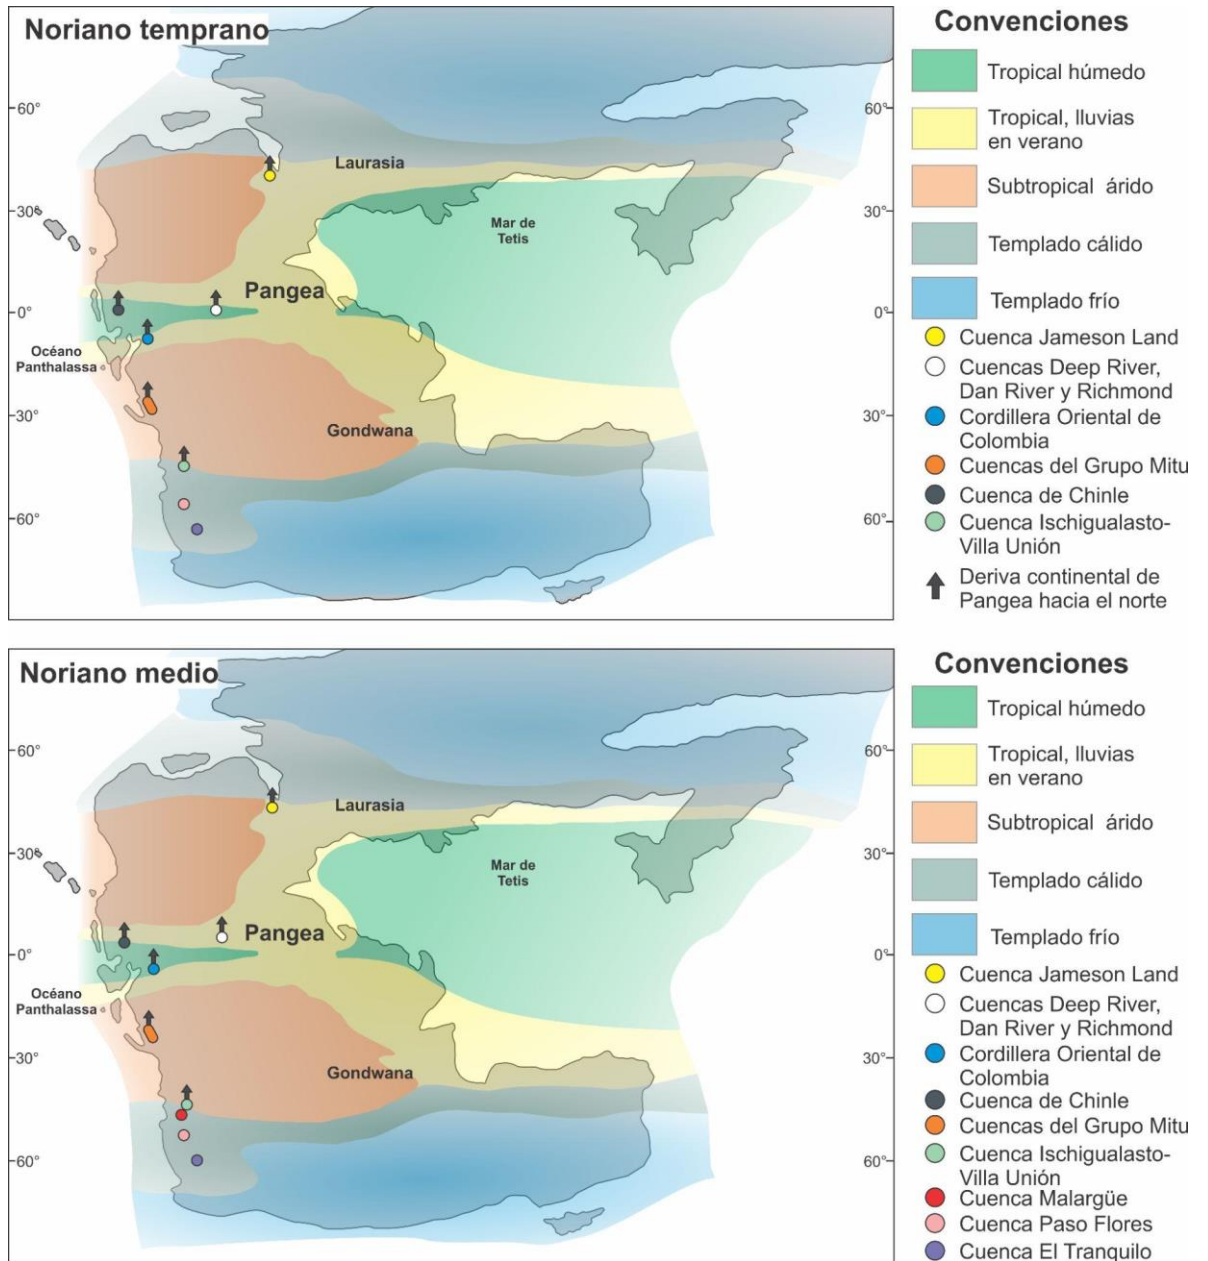 Noriano temprano
60°
30°
0°
30°
60°
60°
30°
0°
30°
60°
Laurasia
Mar de
Tetis
Pangea
Océano
Panthalassa
Gondwana
Convenciones
Tropical húmedo
Tropical, lluvias
en verano
Subtropical árido
Templado cálido
Templado frío
Cuenca Jameson Land
Cuencas Deep River,
Dan River y Richmond
Cordillera Oriental de
Colombia
Cuencas del Grupo Mitu
Cuenca de Chinle
Cuenca Ischigualasto-
Villa Unión
Deriva continental de
Pangea hacia el norte
Noriano medio
60°
30°
0°
30°
60°
60°
30°
0°
30°
60°
Laurasia
Mar de
Tetis
Pangea
Océano
Panthalassa
Gondwana
Convenciones
Tropical húmedo
Tropical, lluvias
en verano
Subtropical árido
Templado cálido
Templado frío
Cuenca Jameson Land
Cuencas Deep River,
Dan River y Richmond
Cordillera Oriental de
Colombia
Cuenca de Chinle
Cuencas del Grupo Mitu
Cuenca Ischigualasto-
Villa Unión
Cuenca Malargüe
Cuenca Paso Flores
Cuenca El Tranquilo